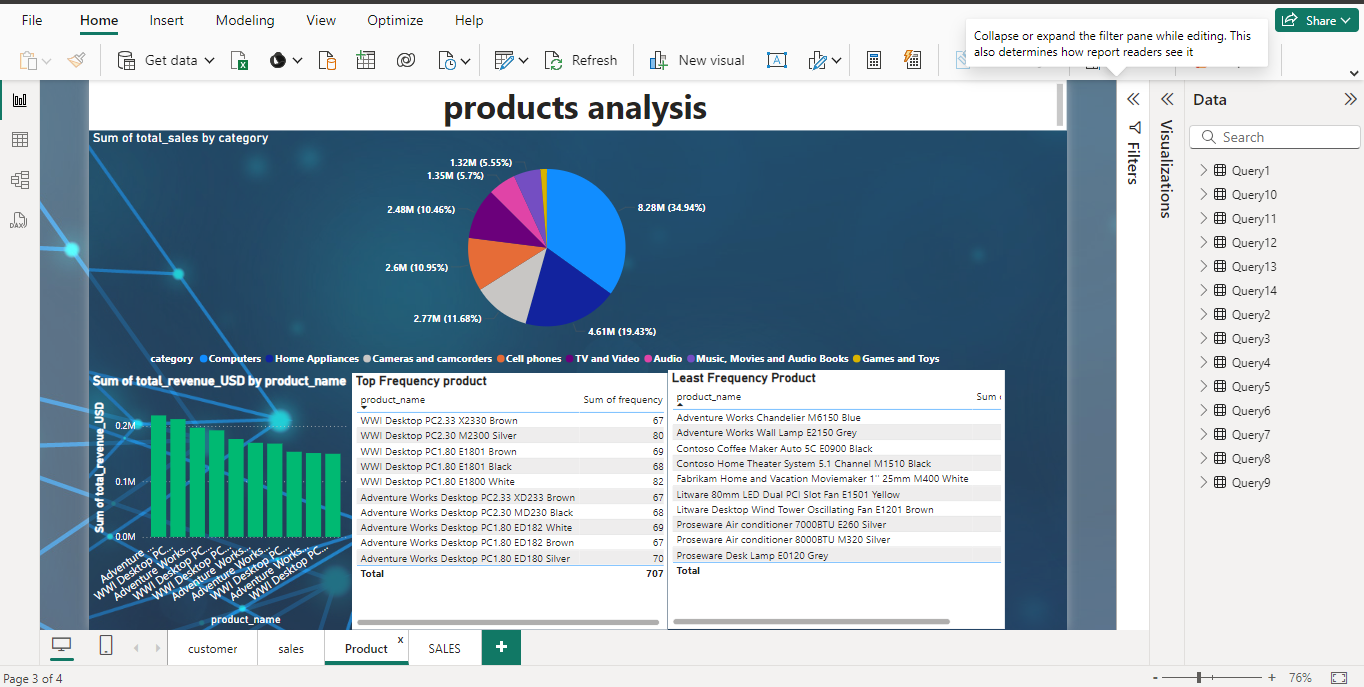 File Home Insert Modeling View Optimize Help
Share
Collapse or expand the filter pane while editing. This
also determines how report readers see it
Get data
Refresh
New visual
DAX
products analysis
Sum of total_sales by category
1.32M (5.55%)
1.35M (5.7%)
2.48M (10.46%)
2.6M (10.95%)
2.77M (11.68%)
8.28M (34.94%)
4.61M (19.43%)
category Computers Home Appliances Cameras and camcorders Cell phones TV and Video Audio Music, Movies and Audio Books Games and Toys
Sum of total_revenue_USD by product_name
Sum of total_revenue_USD
0.2M
0.1M
0.0M
Adventure ...
WWI Desktop PC...
Adventure Works...
WWI Desktop PC...
Adventure Works...
WWI Desktop PC...
Adventure Works...
WWI Desktop PC...
product_name
Top Frequency product
product_name Sum of frequency
WWI Desktop PC2.33 X2330 Brown 67
WWI Desktop PC2.30 M2300 Silver 80
WWI Desktop PC1.80 E1801 Brown 69
WWI Desktop PC1.80 E1801 Black 68
WWI Desktop PC1.80 E1800 White 82
Adventure Works Desktop PC2.33 XD233 Brown 67
Adventure Works Desktop PC2.30 MD230 Black 68
Adventure Works Desktop PC1.80 ED182 White 69
Adventure Works Desktop PC1.80 ED182 Brown 67
Adventure Works Desktop PC1.80 ED180 Silver 70
Total 707
Least Frequency Product
product_name Sum
Adventure Works Chandelier M6150 Blue
Adventure Works Wall Lamp E2150 Grey
Contoso Coffee Maker Auto 5C E0900 Black
Contoso Home Theater System 5.1 Channel M1510 Black
Fabrikam Home and Vacation Moviemaker 1'' 25mm M400 White
Litware 80mm LED Dual PCI Slot Fan E1501 Yellow
Litware Desktop Wind Tower Oscillating Fan E1201 Brown
Proseware Air conditioner 7000BTU E260 Silver
Proseware Air conditioner 8000BTU M320 Silver
Proseware Desk Lamp E0120 Grey
Total
Filters
Visualizations
Data
Search
Query1
Query10
Query11
Query12
Query13
Query14
Query2
Query3
Query4
Query5
Query6
Query7
Query8
Query9
customer sales Product x SALES +
Page 3 of 4
- + 76%